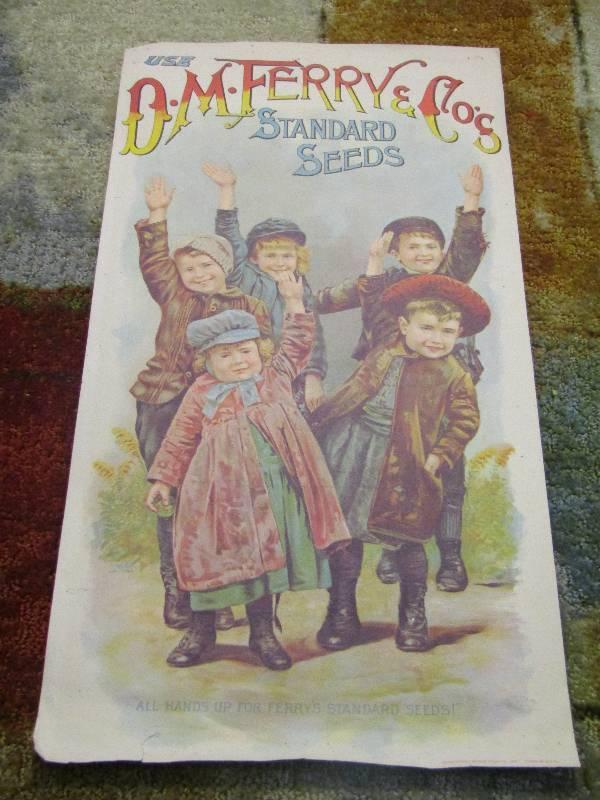 USE
D.M. FERRY & CO'S
STANDARD
SEEDS
"ALL HANDS UP FOR FERRY'S STANDARD SEEDS!"